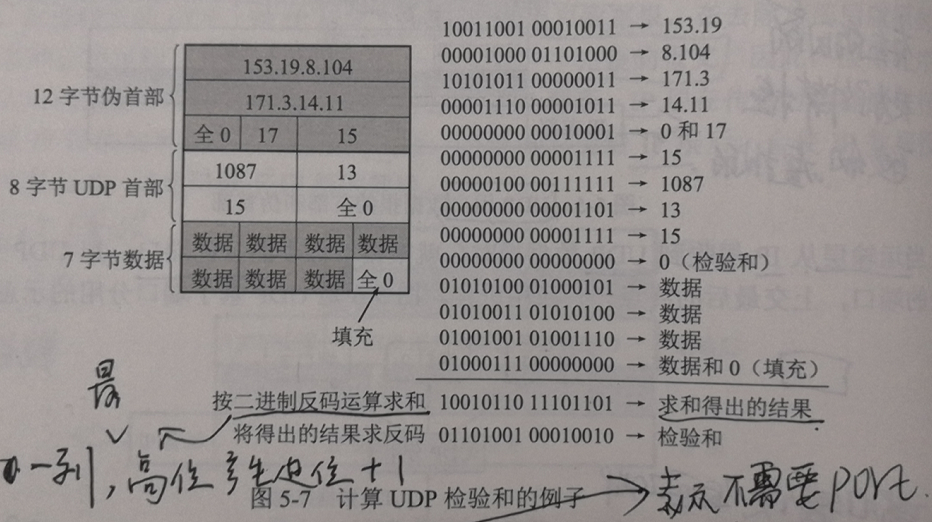 12 字节伪首部
153.19.8.104
171.3.14.11
全 0 17 15
8 字节 UDP 首部
1087 13
15 全 0
7 字节数据
数据 数据 数据 数据
数据 数据 数据 全 0
填充
10011001 00010011 → 153.19
00001000 01101000 → 8.104
10101011 00000011 → 171.3
00001110 00001011 → 14.11
00000000 00010001 → 0 和 17
00000000 00001111 → 15
00000100 00111111 → 1087
00000000 00001101 → 13
00000000 00001111 → 15
00000000 00000000 → 0（检验和）
01010100 01000101 → 数据
01010011 01010100 → 数据
01001001 01001110 → 数据
01000111 00000000 → 数据和 0（填充）
按二进制反码运算求和 10010110 11101101 → 求和得出的结果
将得出的结果求反码 01101001 00010010 → 检验和
最
一列，高位产生进位 +1
图 5-7 计算 UDP 检验和的例子
表示不需要 port.